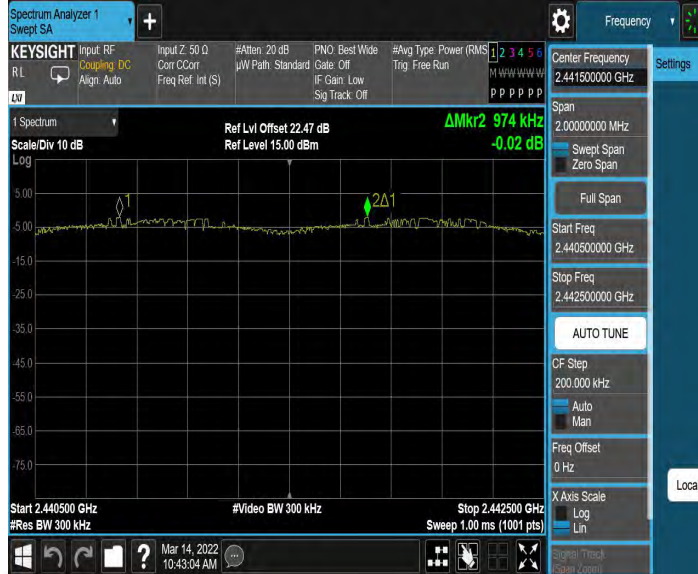 Spectrum Analyzer 1
Swept SA
+
Frequency
KEYSIGHT
RL
LXI
Input: RF
Coupling: DC
Align: Auto
Input Z: 50 Ω
Corr CCorr
Freq Ref: Int (S)
#Atten: 20 dB
µW Path: Standard
PNO: Best Wide
Gate: Off
IF Gain: Low
Sig Track: Off
#Avg Type: Power (RMS
Trig: Free Run
1 2 3 4 5 6
M W W W W W
P P P P P P
1 Spectrum
Scale/Div 10 dB
Ref Lvl Offset 22.47 dB
Ref Level 15.00 dBm
ΔMkr2 974 kHz
-0.02 dB
Log
5.00
-5.00
-15.0
-25.0
-35.0
-45.0
-55.0
-65.0
-75.0
1
2Δ1
Start 2.440500 GHz
#Res BW 300 kHz
#Video BW 300 kHz
Stop 2.442500 GHz
Sweep 1.00 ms (1001 pts)
Center Frequency
2.441500000 GHz
Settings
Span
2.00000000 MHz
Swept Span
Zero Span
Full Span
Start Freq
2.440500000 GHz
Stop Freq
2.442500000 GHz
AUTO TUNE
CF Step
200.000 kHz
Auto
Man
Freq Offset
0 Hz
X Axis Scale
Log
Lin
Loca
Signal Track
(Span Zoom)
?
Mar 14, 2022
10:43:04 AM